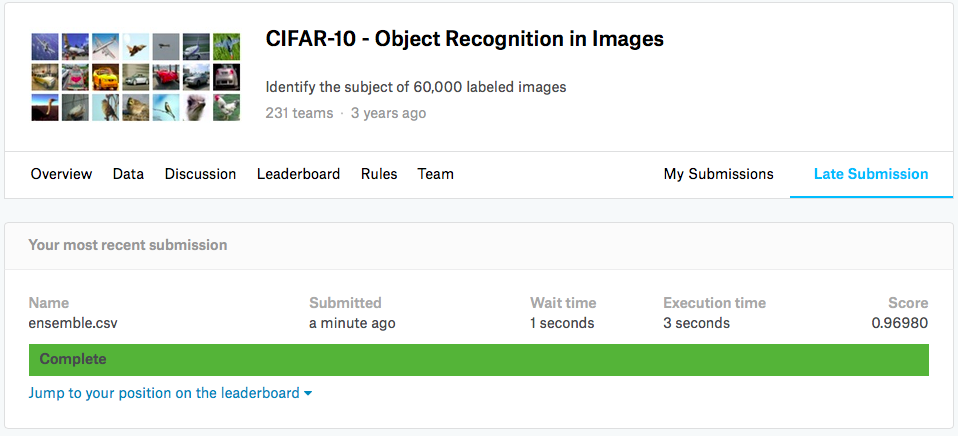 CIFAR-10 - Object Recognition in Images
Identify the subject of 60,000 labeled images
231 teams · 3 years ago
Overview Data Discussion Leaderboard Rules Team My Submissions Late Submission
Your most recent submission
Name Submitted Wait time Execution time Score
ensemble.csv a minute ago 1 seconds 3 seconds 0.96980
Complete
Jump to your position on the leaderboard